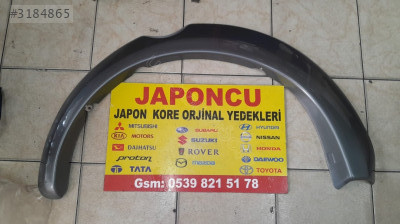 #3184865
JAPONCU
JAPON KORE ORJİNAL YEDEKLERİ
MITSUBISHI SUBARU HYUNDAI
KIA MOTORS SUZUKI NISSAN
DAIHATSU ROVER HONDA
proton DAEWOO
TATA TOYOTA
Gsm: 0539 821 51 78